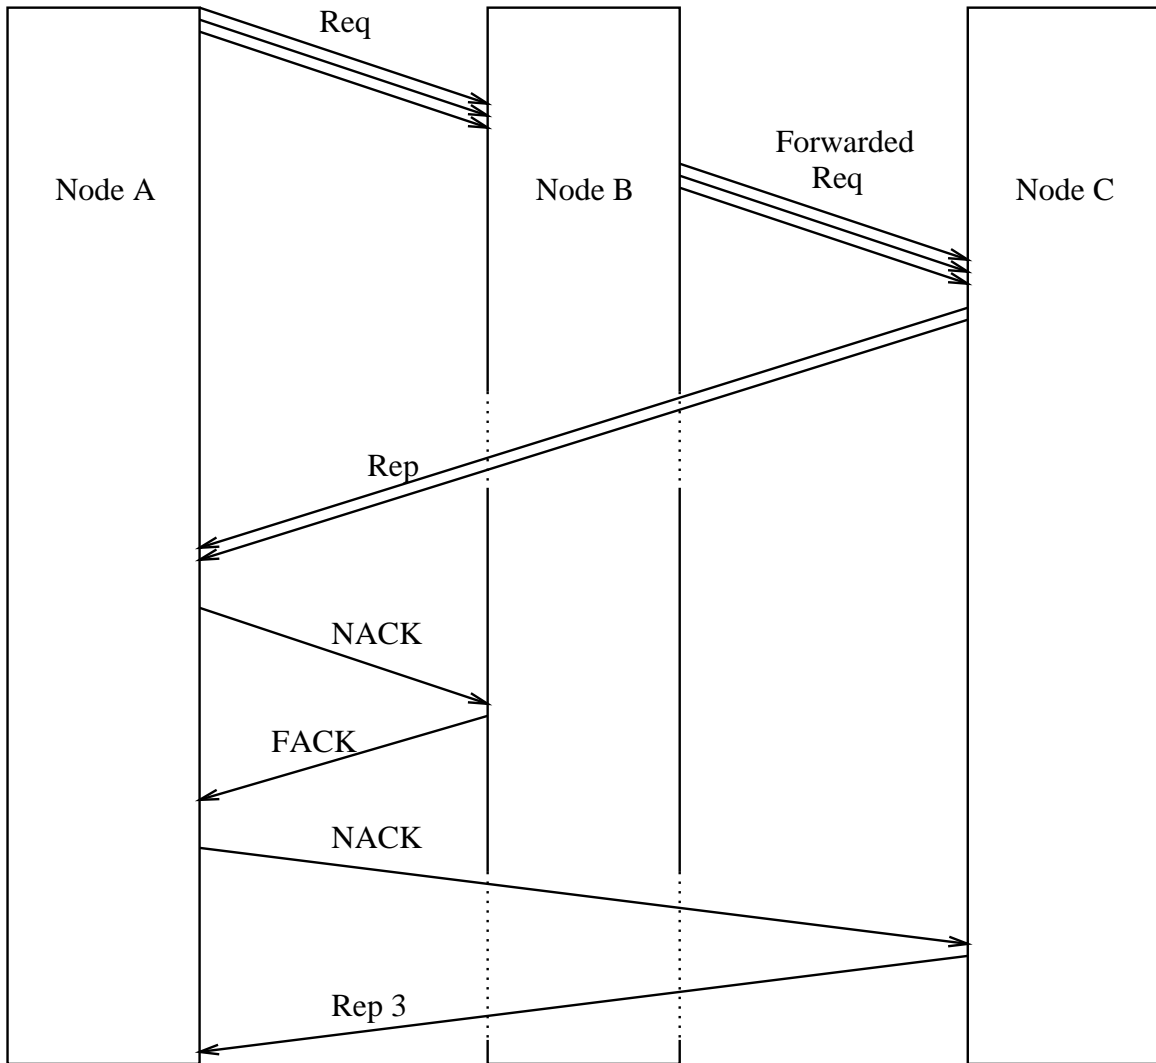 Req
Forwarded
Req
Node A
Node B
Node C
Rep
NACK
FACK
NACK
Rep 3